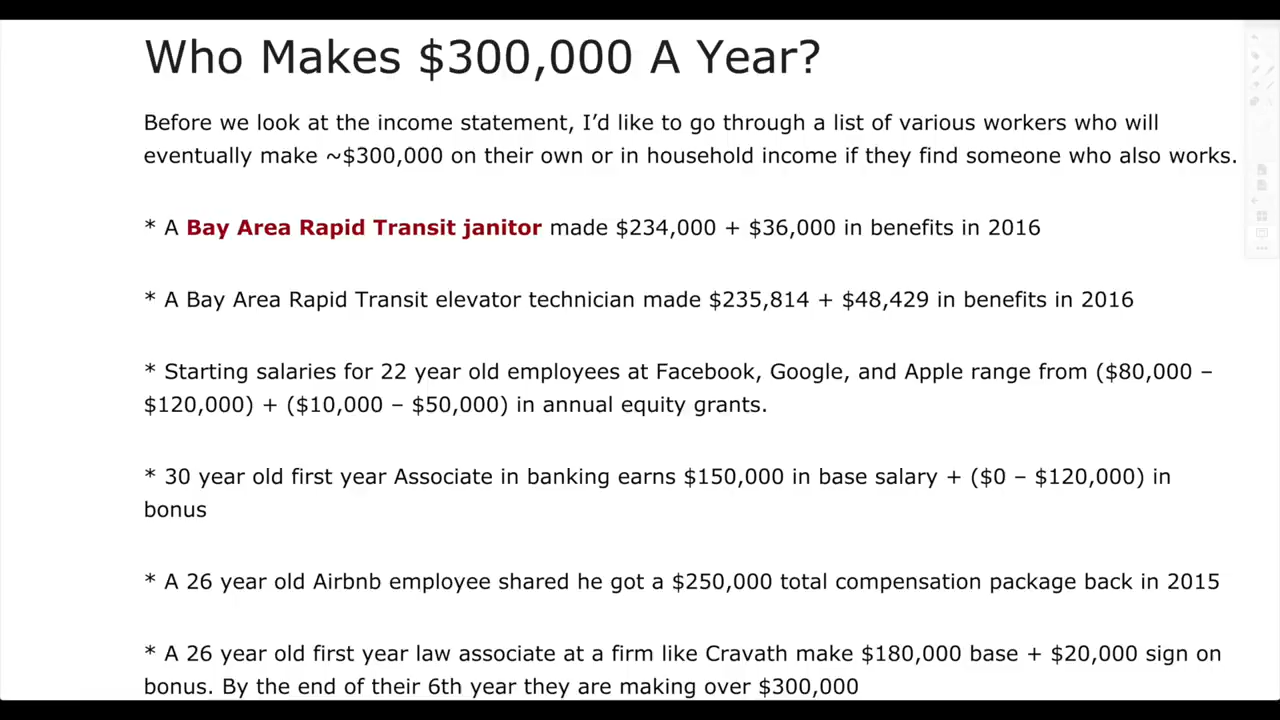 Who Makes $300,000 A Year?
Before we look at the income statement, I’d like to go through a list of various workers who will
eventually make ~$300,000 on their own or in household income if they find someone who also works.
* A Bay Area Rapid Transit janitor made $234,000 + $36,000 in benefits in 2016
* A Bay Area Rapid Transit elevator technician made $235,814 + $48,429 in benefits in 2016
* Starting salaries for 22 year old employees at Facebook, Google, and Apple range from ($80,000 –
$120,000) + ($10,000 – $50,000) in annual equity grants.
* 30 year old first year Associate in banking earns $150,000 in base salary + ($0 – $120,000) in
bonus
* A 26 year old Airbnb employee shared he got a $250,000 total compensation package back in 2015
* A 26 year old first year law associate at a firm like Cravath make $180,000 base + $20,000 sign on
bonus. By the end of their 6th year they are making over $300,000